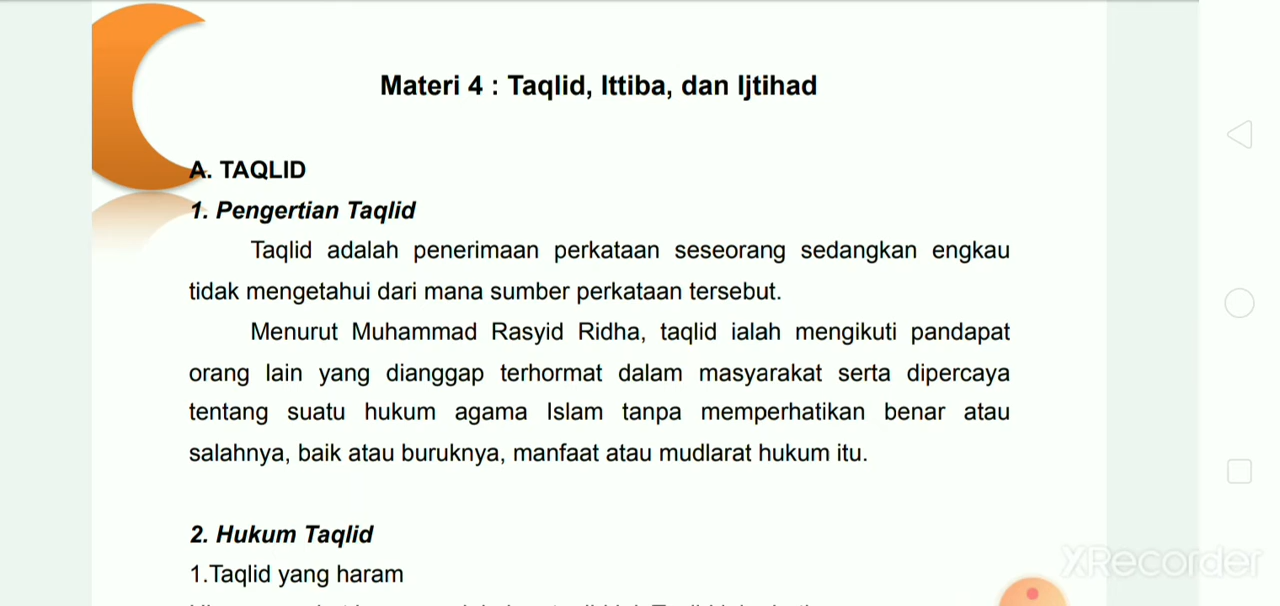 Materi 4 : Taqlid, Ittiba, dan Ijtihad
A. TAQLID
1. Pengertian Taqlid
Taqlid adalah penerimaan perkataan seseorang sedangkan engkau
tidak mengetahui dari mana sumber perkataan tersebut.
Menurut Muhammad Rasyid Ridha, taqlid ialah mengikuti pandapat
orang lain yang dianggap terhormat dalam masyarakat serta dipercaya
tentang suatu hukum agama Islam tanpa memperhatikan benar atau
salahnya, baik atau buruknya, manfaat atau mudlarat hukum itu.
2. Hukum Taqlid
1.Taqlid yang haram
XRecorder